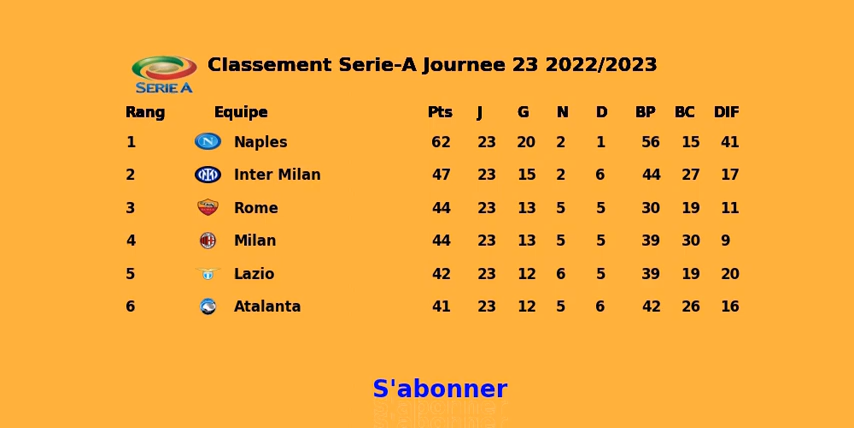 SERIE A
Classement Serie-A Journee 23 2022/2023
Rang Equipe Pts J G N D BP BC DIF
1 Naples 62 23 20 2 1 56 15 41
2 Inter Milan 47 23 15 2 6 44 27 17
3 Rome 44 23 13 5 5 30 19 11
4 Milan 44 23 13 5 5 39 30 9
5 Lazio 42 23 12 6 5 39 19 20
6 Atalanta 41 23 12 5 6 42 26 16
S'abonner